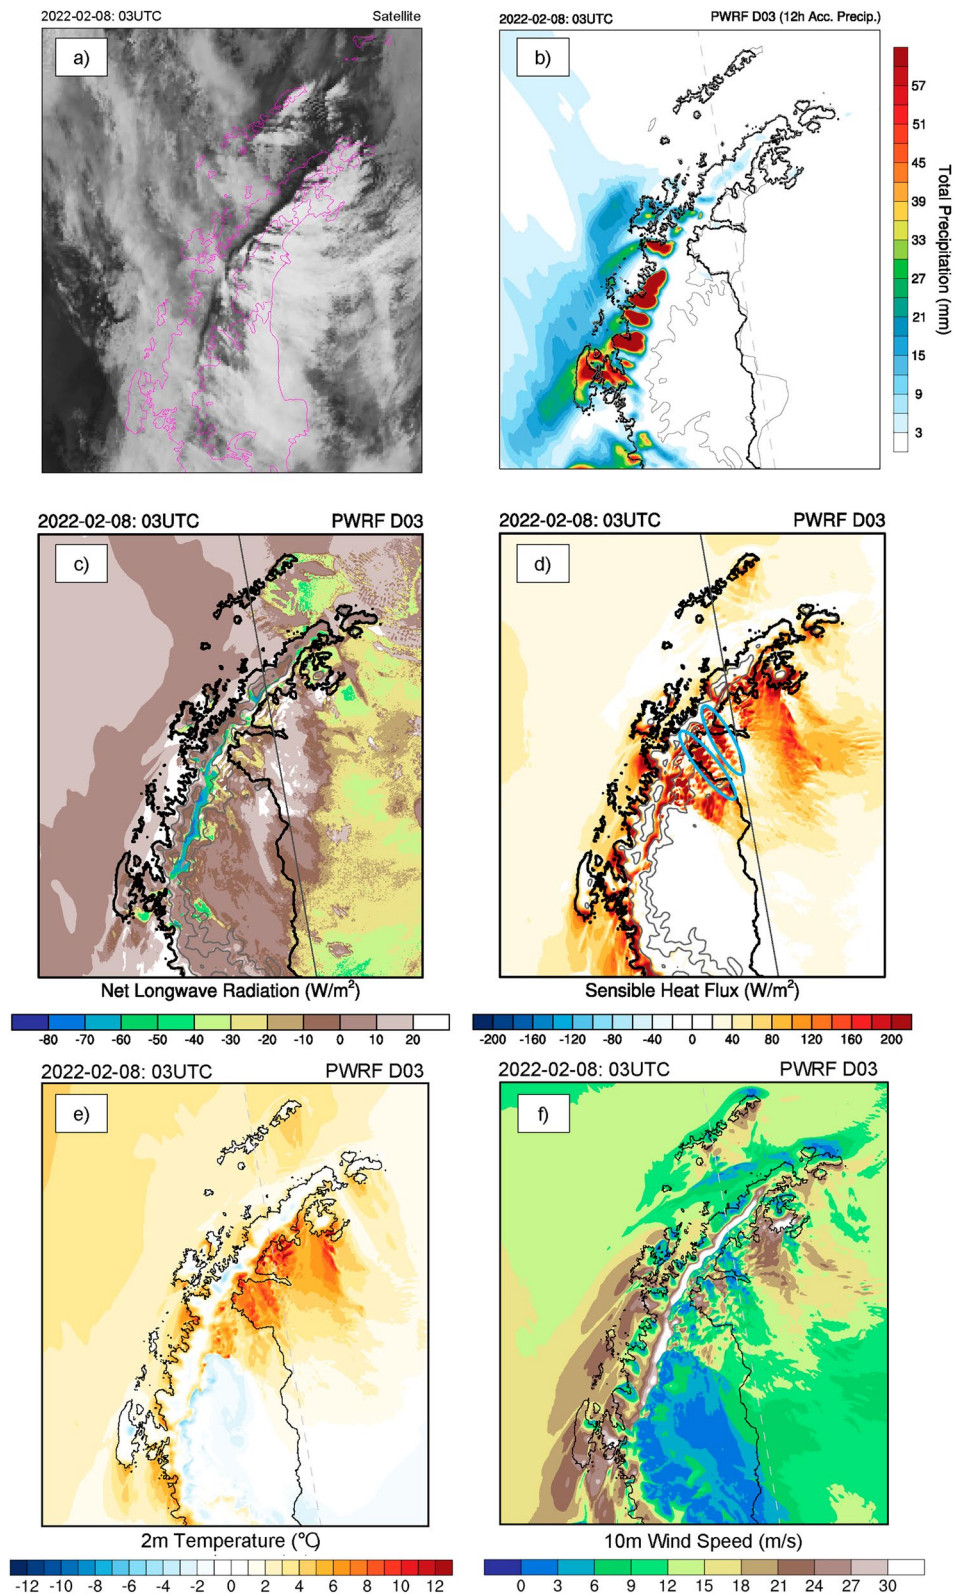 2022-02-08: 03UTC Satellite
a)
2022-02-08: 03UTC PWRF D03 (12h Acc. Precip.)
b)
57
51
45
39
33
27
21
15
9
3
Total Precipitation (mm)
2022-02-08: 03UTC PWRF D03
c)
Net Longwave Radiation (W/m²)
-80 -70 -60 -50 -40 -30 -20 -10 0 10 20
2022-02-08: 03UTC PWRF D03
d)
Sensible Heat Flux (W/m²)
-200 -160 -120 -80 -40 0 40 80 120 160 200
2022-02-08: 03UTC PWRF D03
e)
2m Temperature (°C)
-12 -10 -8 -6 -4 -2 0 2 4 6 8 10 12
2022-02-08: 03UTC PWRF D03
f)
10m Wind Speed (m/s)
0 3 6 9 12 15 18 21 24 27 30